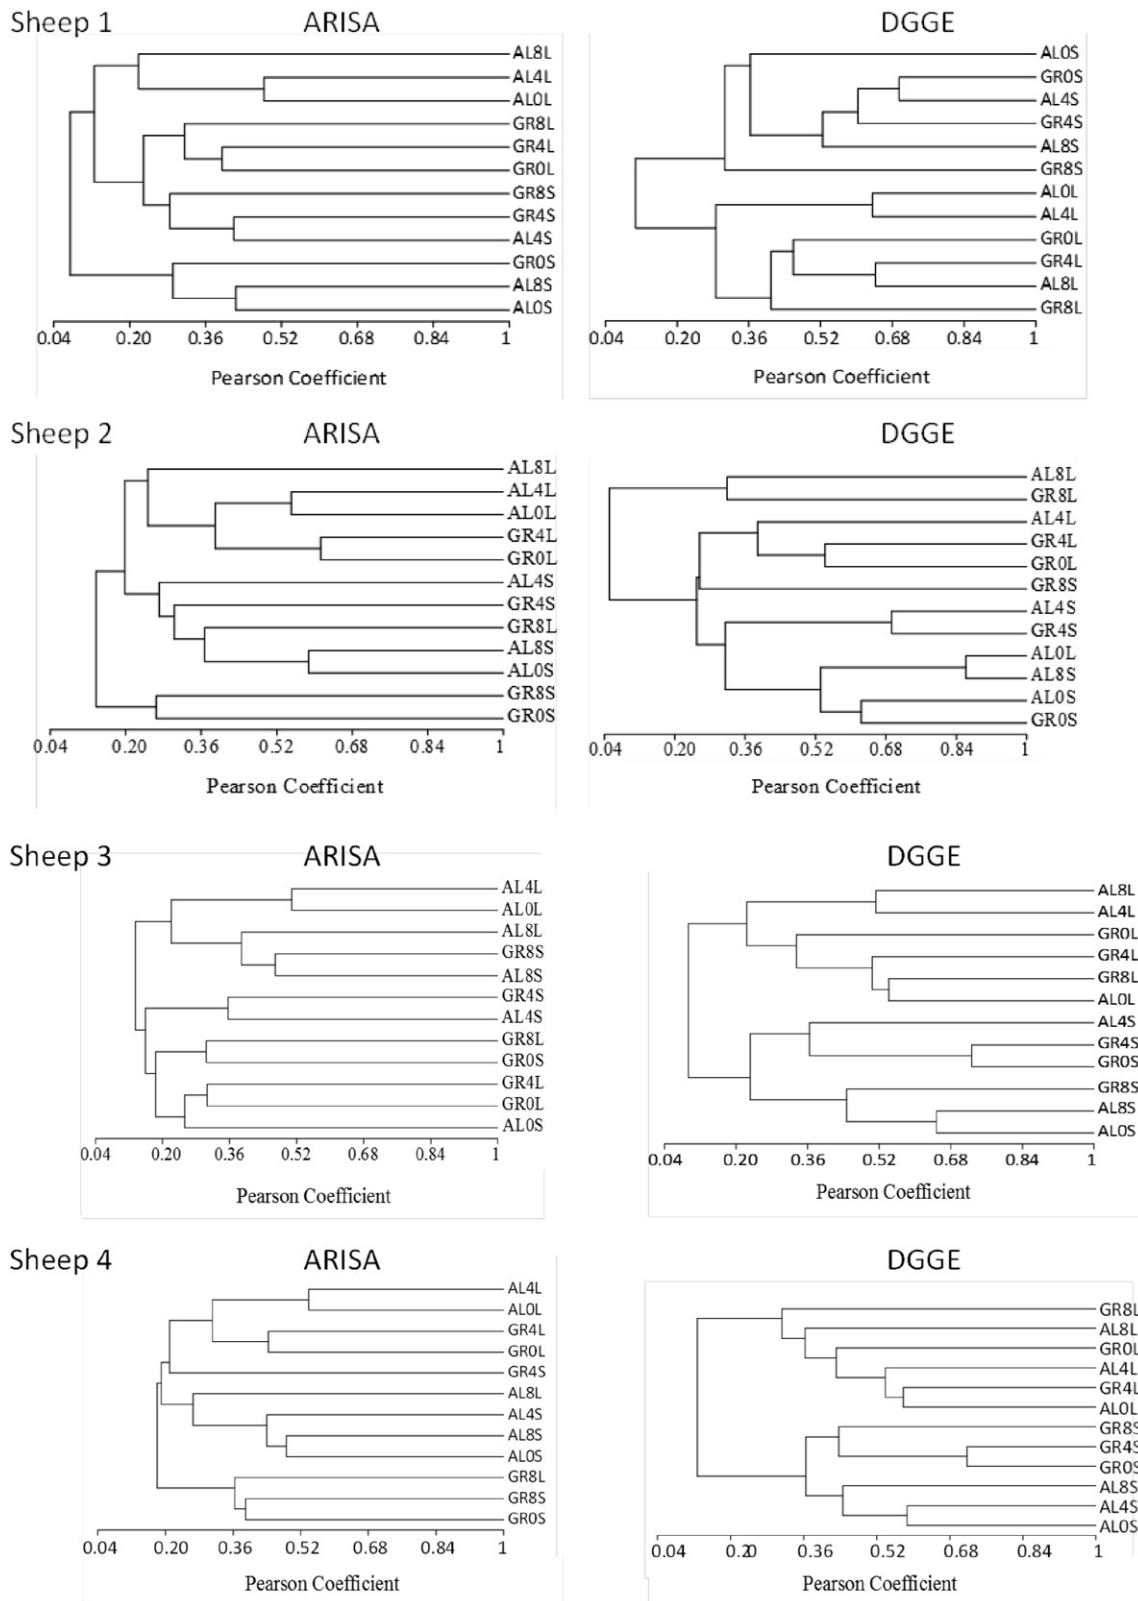 Sheep 1 ARISA DGGE
AL8L
AL4L
AL0L
GR8L
GR4L
GR0L
GR8S
GR4S
AL4S
GR0S
AL8S
AL0S
0.04 0.20 0.36 0.52 0.68 0.84 1
Pearson Coefficient
AL0S
GR0S
AL4S
GR4S
AL8S
GR8S
AL0L
AL4L
GR0L
GR4L
AL8L
GR8L
0.04 0.20 0.36 0.52 0.68 0.84 1
Pearson Coefficient
Sheep 2 ARISA DGGE
AL8L
AL4L
AL0L
GR4L
GR0L
AL4S
GR4S
GR8L
AL8S
AL0S
GR8S
GR0S
0.04 0.20 0.36 0.52 0.68 0.84 1
Pearson Coefficient
AL8L
GR8L
AL4L
GR4L
GR0L
GR8S
AL4S
GR4S
AL0L
AL8S
AL0S
GR0S
0.04 0.20 0.36 0.52 0.68 0.84 1
Pearson Coefficient
Sheep 3 ARISA DGGE
AL4L
AL0L
AL8L
GR8S
AL8S
GR4S
AL4S
GR8L
GR0S
GR4L
GR0L
AL0S
0.04 0.20 0.36 0.52 0.68 0.84 1
Pearson Coefficient
AL8L
AL4L
GR0L
GR4L
GR8L
AL0L
AL4S
GR4S
GR0S
GR8S
AL8S
AL0S
0.04 0.20 0.36 0.52 0.68 0.84 1
Pearson Coefficient
Sheep 4 ARISA DGGE
AL4L
AL0L
GR4L
GR0L
GR4S
AL8L
AL4S
AL8S
AL0S
GR8L
GR8S
GR0S
0.04 0.20 0.36 0.52 0.68 0.84 1
Pearson Coefficient
GR8L
AL8L
GR0L
AL4L
GR4L
AL0L
GR8S
GR4S
GR0S
AL8S
AL4S
AL0S
0.04 0.20 0.36 0.52 0.68 0.84 1
Pearson Coefficient